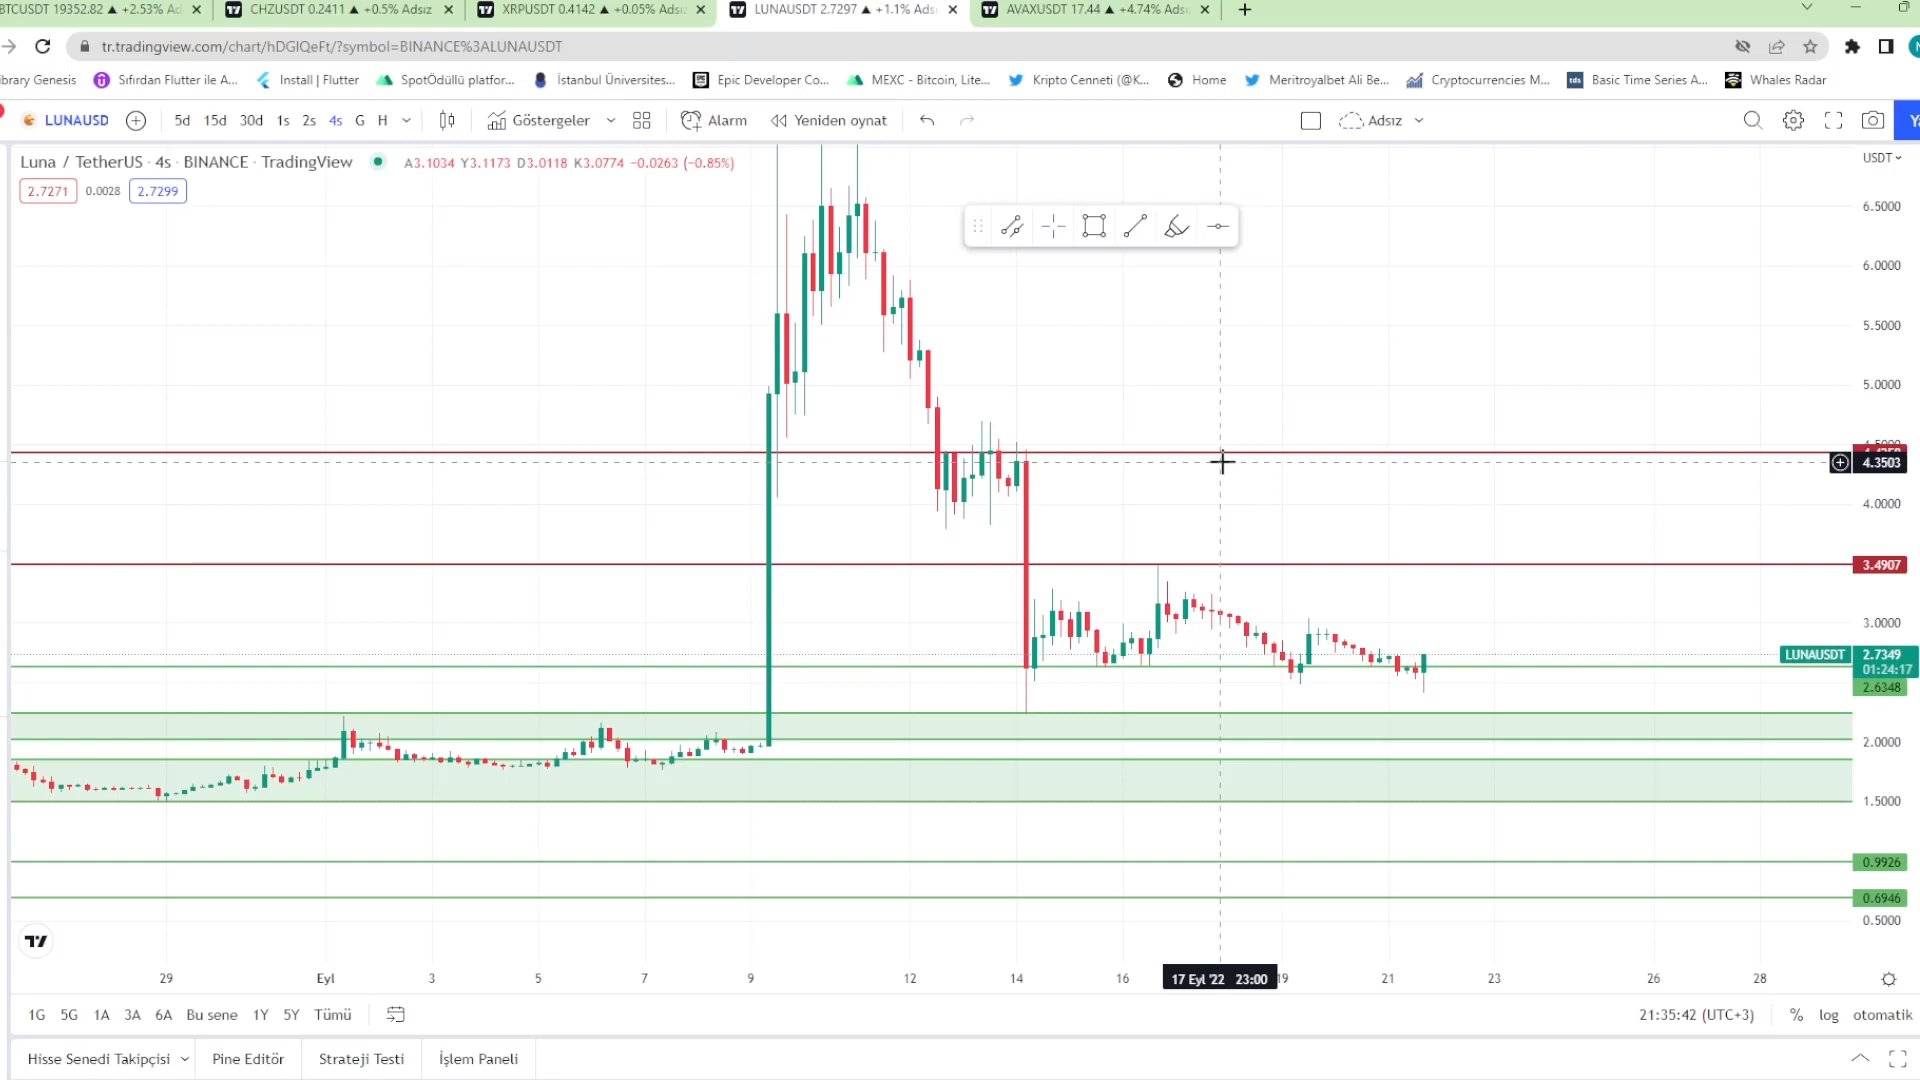 BTCUSDT 19352.82 ▲ +2.53% Ad
CHZUSDT 0.2411 ▲ +0.5% Adsız
XRPUSDT 0.4142 ▲ +0.05% Adsı
LUNAUSDT 2.7297 ▲ +1.1% Ads
AVAXUSDT 17.44 ▲ +4.74% Adsı
tr.tradingview.com/chart/hDGlQeFt/?symbol=BINANCE%3ALUNAUSDT
ibrary Genesis
Sıfırdan Flutter ile A...
Install | Flutter
SpotÖdüllü platfor...
İstanbul Üniversites...
Epic Developer Co...
MEXC - Bitcoin, Lite...
Kripto Cenneti (@K...
Home
Meritroyalbet Ali Be...
Cryptocurrencies M...
tds
Basic Time Series A...
Whales Radar
LUNAUSD
5d 15d 30d 1s 2s 4s G H
Göstergeler
Alarm
Yeniden oynat
Adsız
Luna / TetherUS · 4s · BINANCE · TradingView
A3.1034 Y3.1173 D3.0118 K3.0774 −0.0263 (−0.85%)
USDT
2.7271 0.0028 2.7299
6.5000
6.0000
5.5000
5.0000
4.3503
4.0000
3.4907
3.0000
LUNAUSDT 2.7349
01:24:17
2.6348
2.0000
1.5000
0.9926
0.6946
0.5000
29 Eyl 3 5 7 9 12 14 16 17 Eyl '22 23:00 19 21 23 26 28
1G 5G 1A 3A 6A Bu sene 1Y 5Y Tümü
21:35:42 (UTC+3) % log otomatik
Hisse Senedi Takipçisi
Pine Editör
Strateji Testi
İşlem Paneli